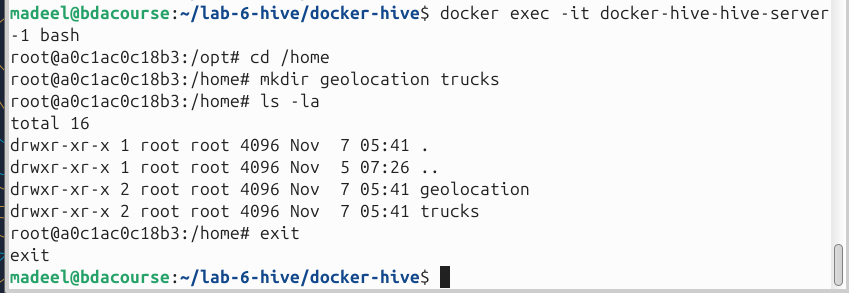 madeel@bdacourse:~/lab-6-hive/docker-hive$ docker exec -it docker-hive-hive-server
-1 bash
root@a0c1ac0c18b3:/opt# cd /home
root@a0c1ac0c18b3:/home# mkdir geolocation trucks
root@a0c1ac0c18b3:/home# ls -la
total 16
drwxr-xr-x 1 root root 4096 Nov  7 05:41 .
drwxr-xr-x 1 root root 4096 Nov  5 07:26 ..
drwxr-xr-x 2 root root 4096 Nov  7 05:41 geolocation
drwxr-xr-x 2 root root 4096 Nov  7 05:41 trucks
root@a0c1ac0c18b3:/home# exit
exit
madeel@bdacourse:~/lab-6-hive/docker-hive$